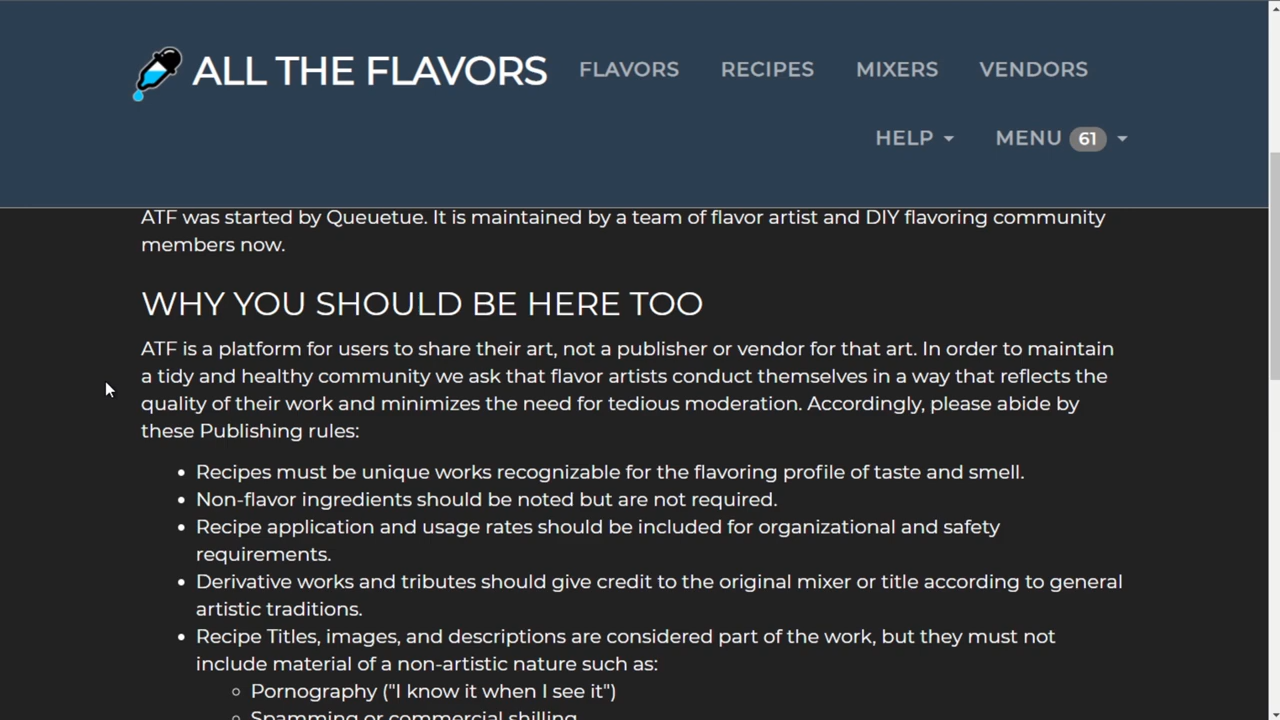 ALL THE FLAVORS
FLAVORS
RECIPES
MIXERS
VENDORS
HELP
MENU 61
ATF was started by Queuetue. It is maintained by a team of flavor artist and DIY flavoring community
members now.
WHY YOU SHOULD BE HERE TOO
ATF is a platform for users to share their art, not a publisher or vendor for that art. In order to maintain
a tidy and healthy community we ask that flavor artists conduct themselves in a way that reflects the
quality of their work and minimizes the need for tedious moderation. Accordingly, please abide by
these Publishing rules:
Recipes must be unique works recognizable for the flavoring profile of taste and smell.
Non-flavor ingredients should be noted but are not required.
Recipe application and usage rates should be included for organizational and safety
requirements.
Derivative works and tributes should give credit to the original mixer or title according to general
artistic traditions.
Recipe Titles, images, and descriptions are considered part of the work, but they must not
include material of a non-artistic nature such as:
Pornography ("I know it when I see it")
Spamming or commercial shilling